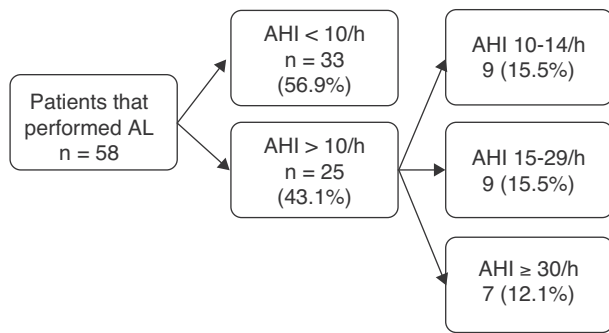 Patients that
performed AL
n = 58
AHI < 10/h
n = 33
(56.9%)
AHI > 10/h
n = 25
(43.1%)
AHI 10-14/h
9 (15.5%)
AHI 15-29/h
9 (15.5%)
AHI ≥ 30/h
7 (12.1%)